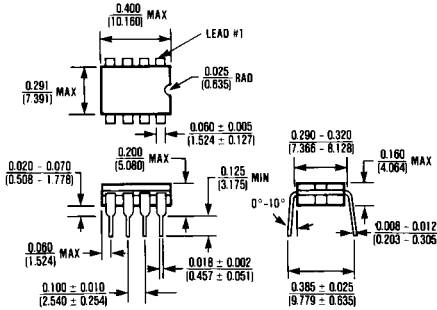 0.400
(10.160) MAX
LEAD #1
0.291
(7.391) MAX
0.025
(0.635) RAD
0.060 ± 0.005
(1.524 ± 0.127)
0.020 - 0.070
(0.508 - 1.778)
0.200
(5.080) MAX
0.125
(3.175) MIN
0.060
(1.524) MAX
0.018 ± 0.002
(0.457 ± 0.051)
0.100 ± 0.010
(2.540 ± 0.254)
0.290 - 0.320
(7.366 - 8.128)
0.160
(4.064) MAX
0°-10°
0.008 - 0.012
(0.203 - 0.305
0.385 ± 0.025
(9.779 ± 0.635)